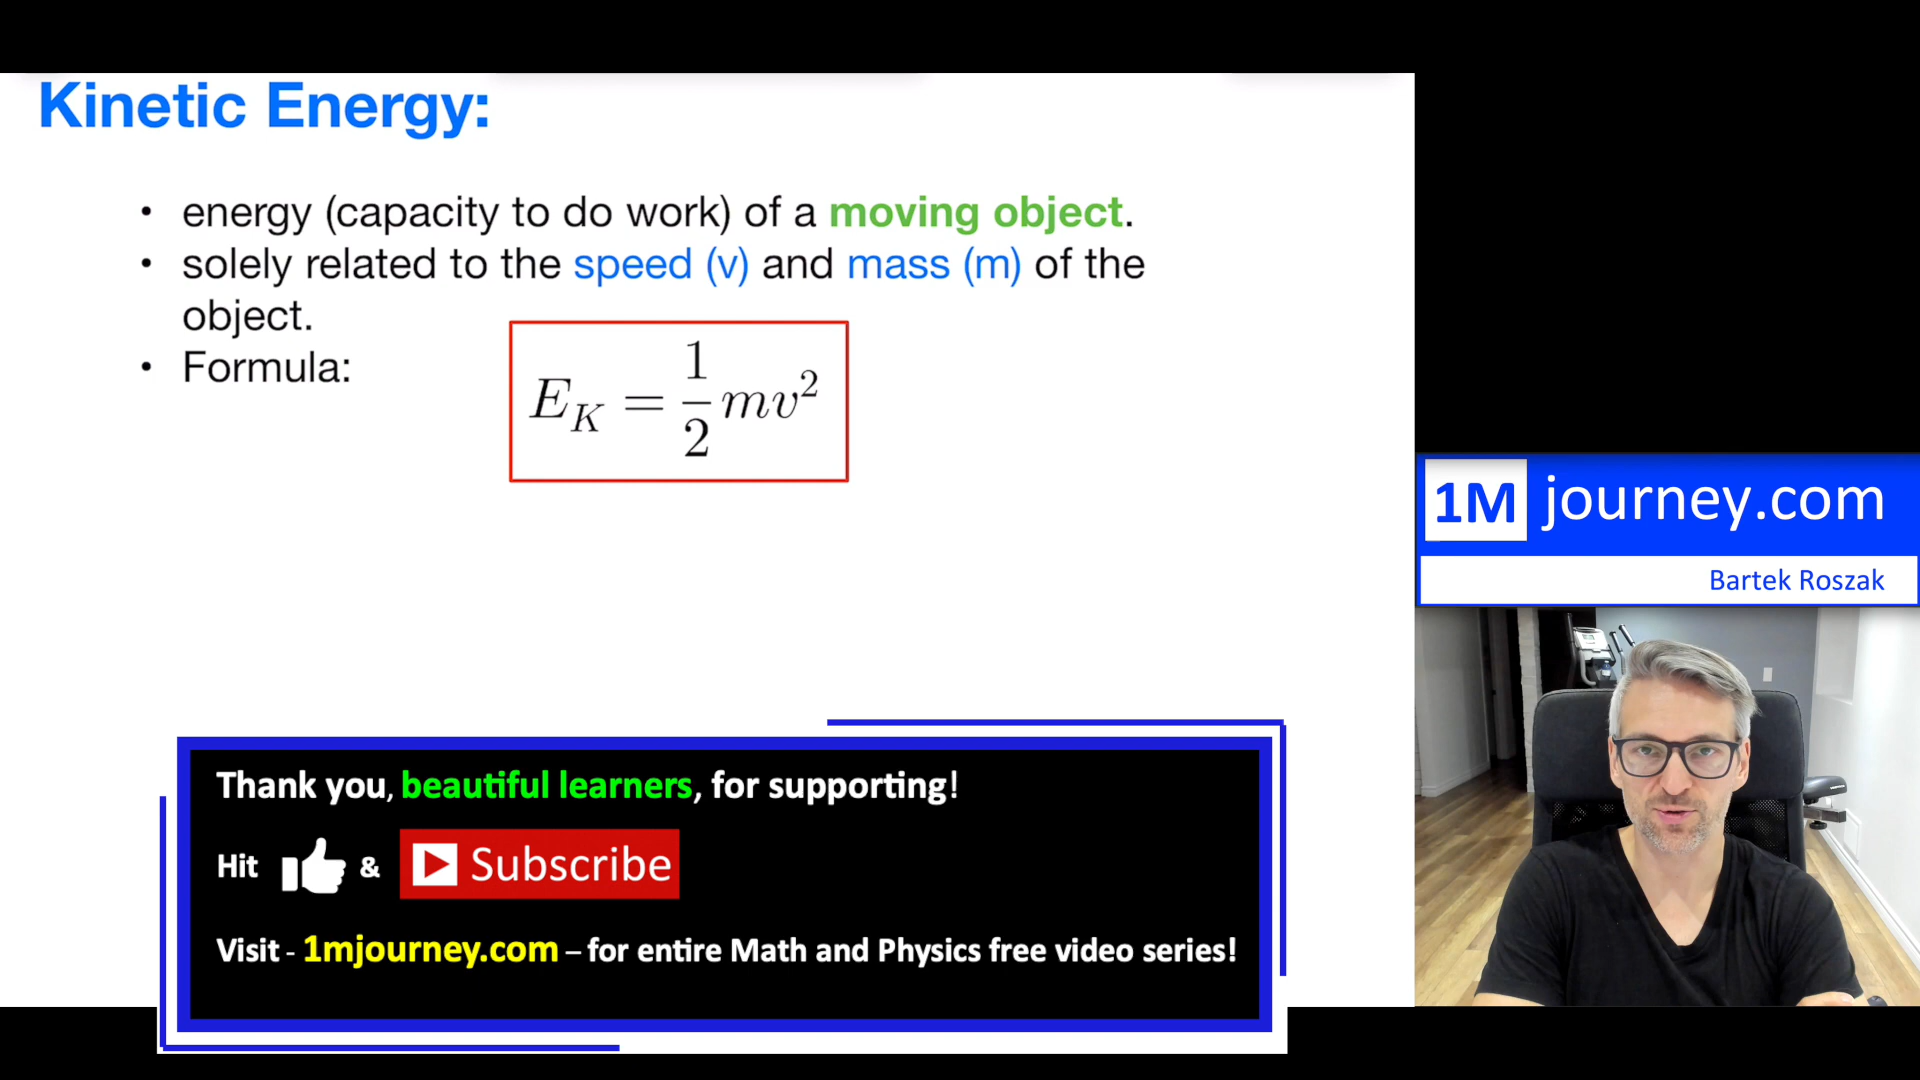 Kinetic Energy:
• energy (capacity to do work) of a moving object.
• solely related to the speed (v) and mass (m) of the
object.
• Formula:
E_K = \frac{1}{2}mv^2
1M journey.com
Bartek Roszak
Thank you, beautiful learners, for supporting!
Hit & Subscribe
Visit - 1mjourney.com – for entire Math and Physics free video series!